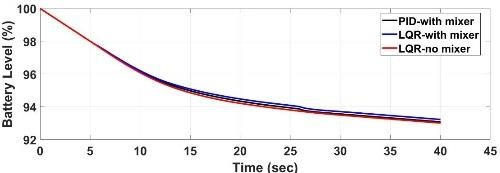 100
98
96
94
92
Battery Level (%)
PID-with mixer
LQR-with mixer
LQR-no mixer
0 5 10 15 20 25 30 35 40 45
Time (sec)